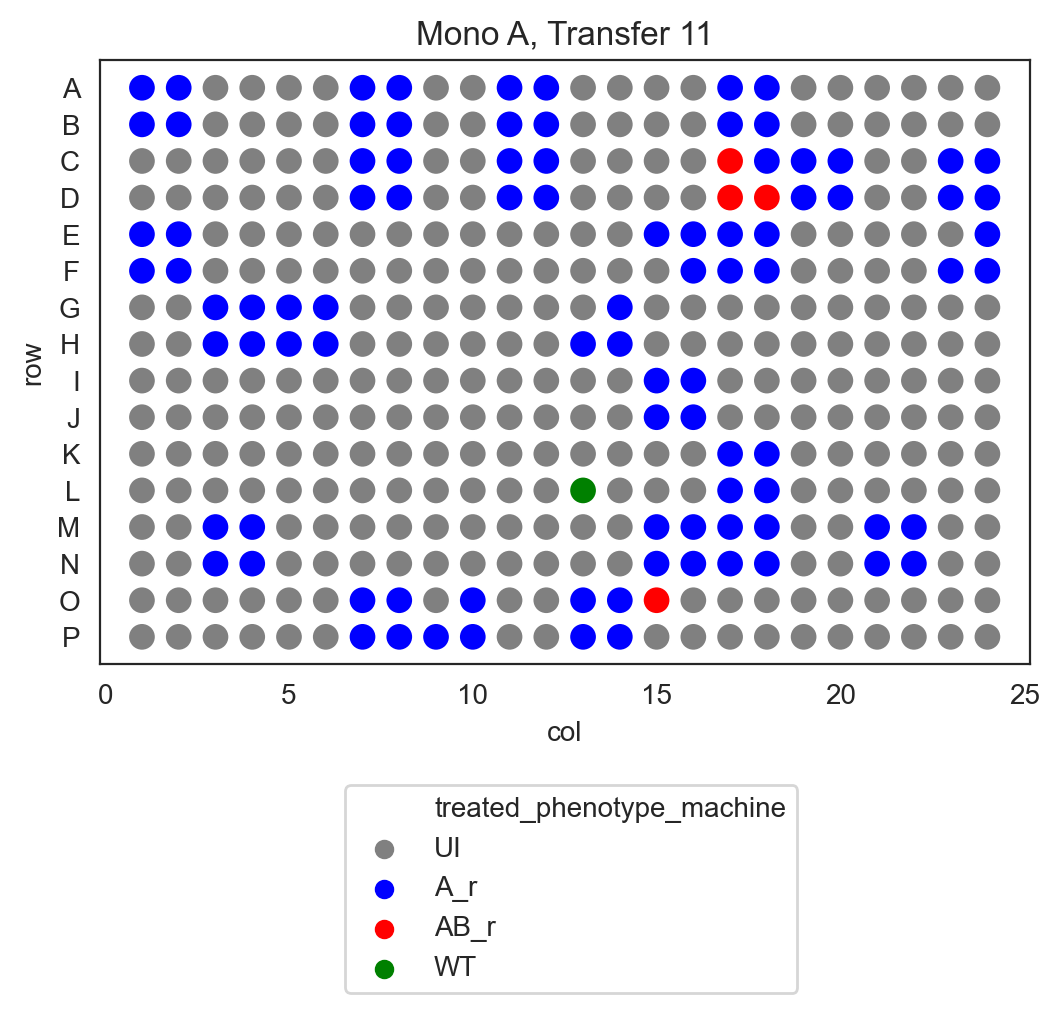 Mono A, Transfer 11
A
B
C
D
E
F
G
H
I
J
K
L
M
N
O
P
row
0 5 10 15 20 25
col
treated_phenotype_machine
UI
A_r
AB_r
WT